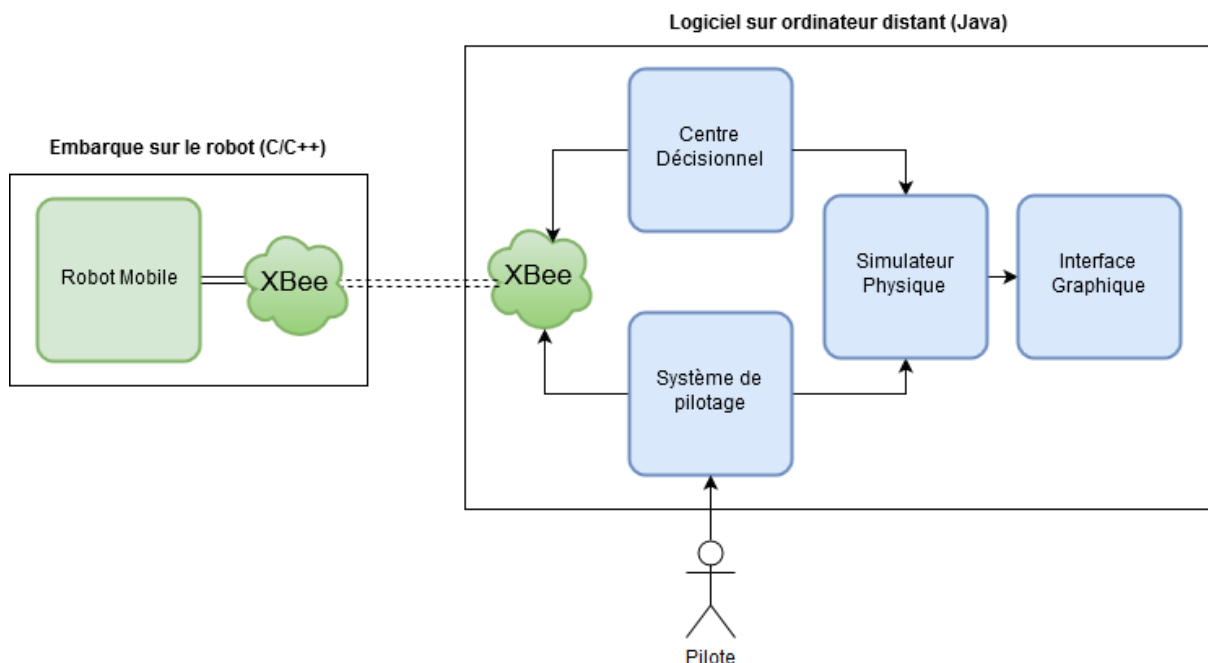 Logiciel sur ordinateur distant (Java)
Embarque sur le robot (C/C++)
Centre
Décisionnel
Robot Mobile
XBee
XBee
Simulateur
Physique
Interface
Graphique
Système de
pilotage
Pilote